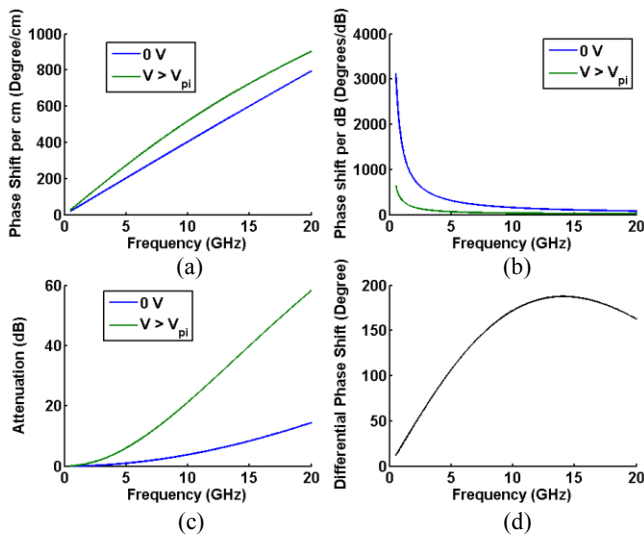 Phase Shift per cm (Degree/cm)
1000
800
600
400
200
0
0 V
V > Vpi
0 5 10 15 20
Frequency (GHz)
(a)
Phase shift per dB (Degrees/dB)
4000
3000
2000
1000
0
0 V
V > Vpi
0 5 10 15 20
Frequency (GHz)
(b)
Attenuation (dB)
60
40
20
0
0 V
V > Vpi
0 5 10 15 20
Frequency (GHz)
(c)
Differential Phase Shift (Degree)
200
150
100
50
0
0 5 10 15 20
Frequency (GHz)
(d)